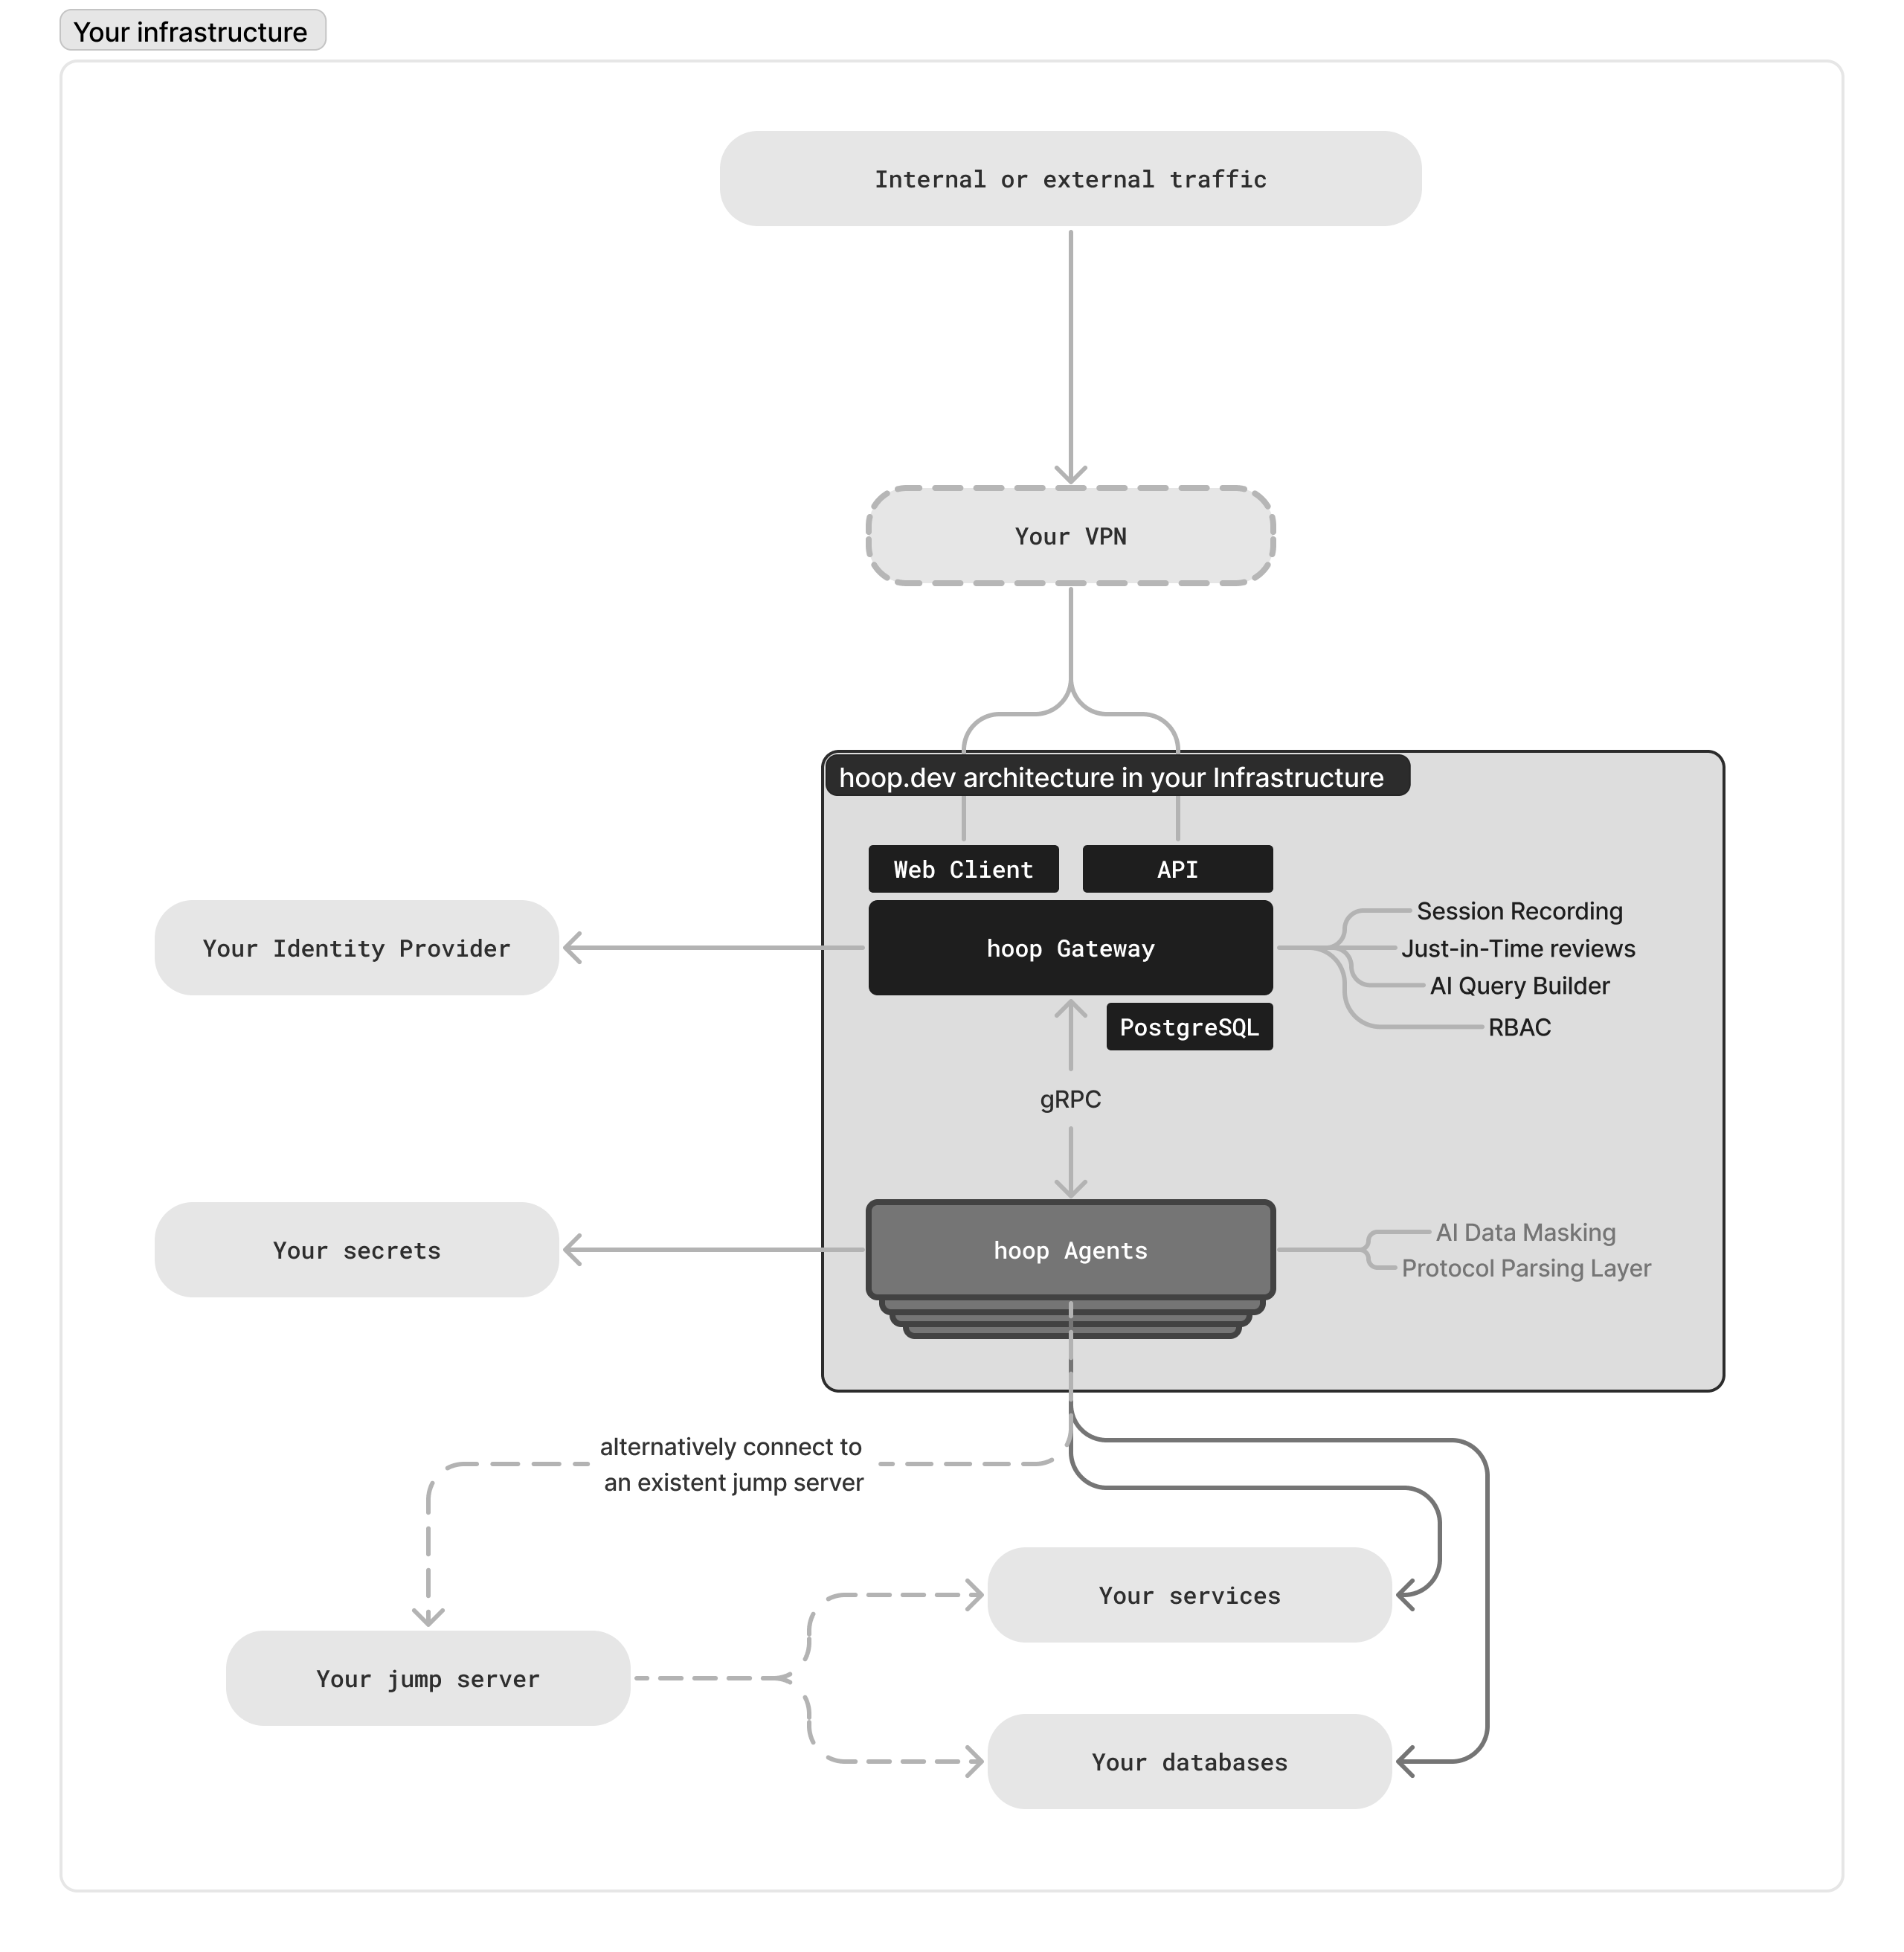 Your infrastructure
Internal or external traffic
Your VPN
hoop.dev architecture in your Infrastructure
Web Client
API
Your Identity Provider
hoop Gateway
Session Recording
Just-in-Time reviews
AI Query Builder
RBAC
PostgreSQL
gRPC
Your secrets
hoop Agents
AI Data Masking
Protocol Parsing Layer
alternatively connect to
an existent jump server
Your services
Your jump server
Your databases